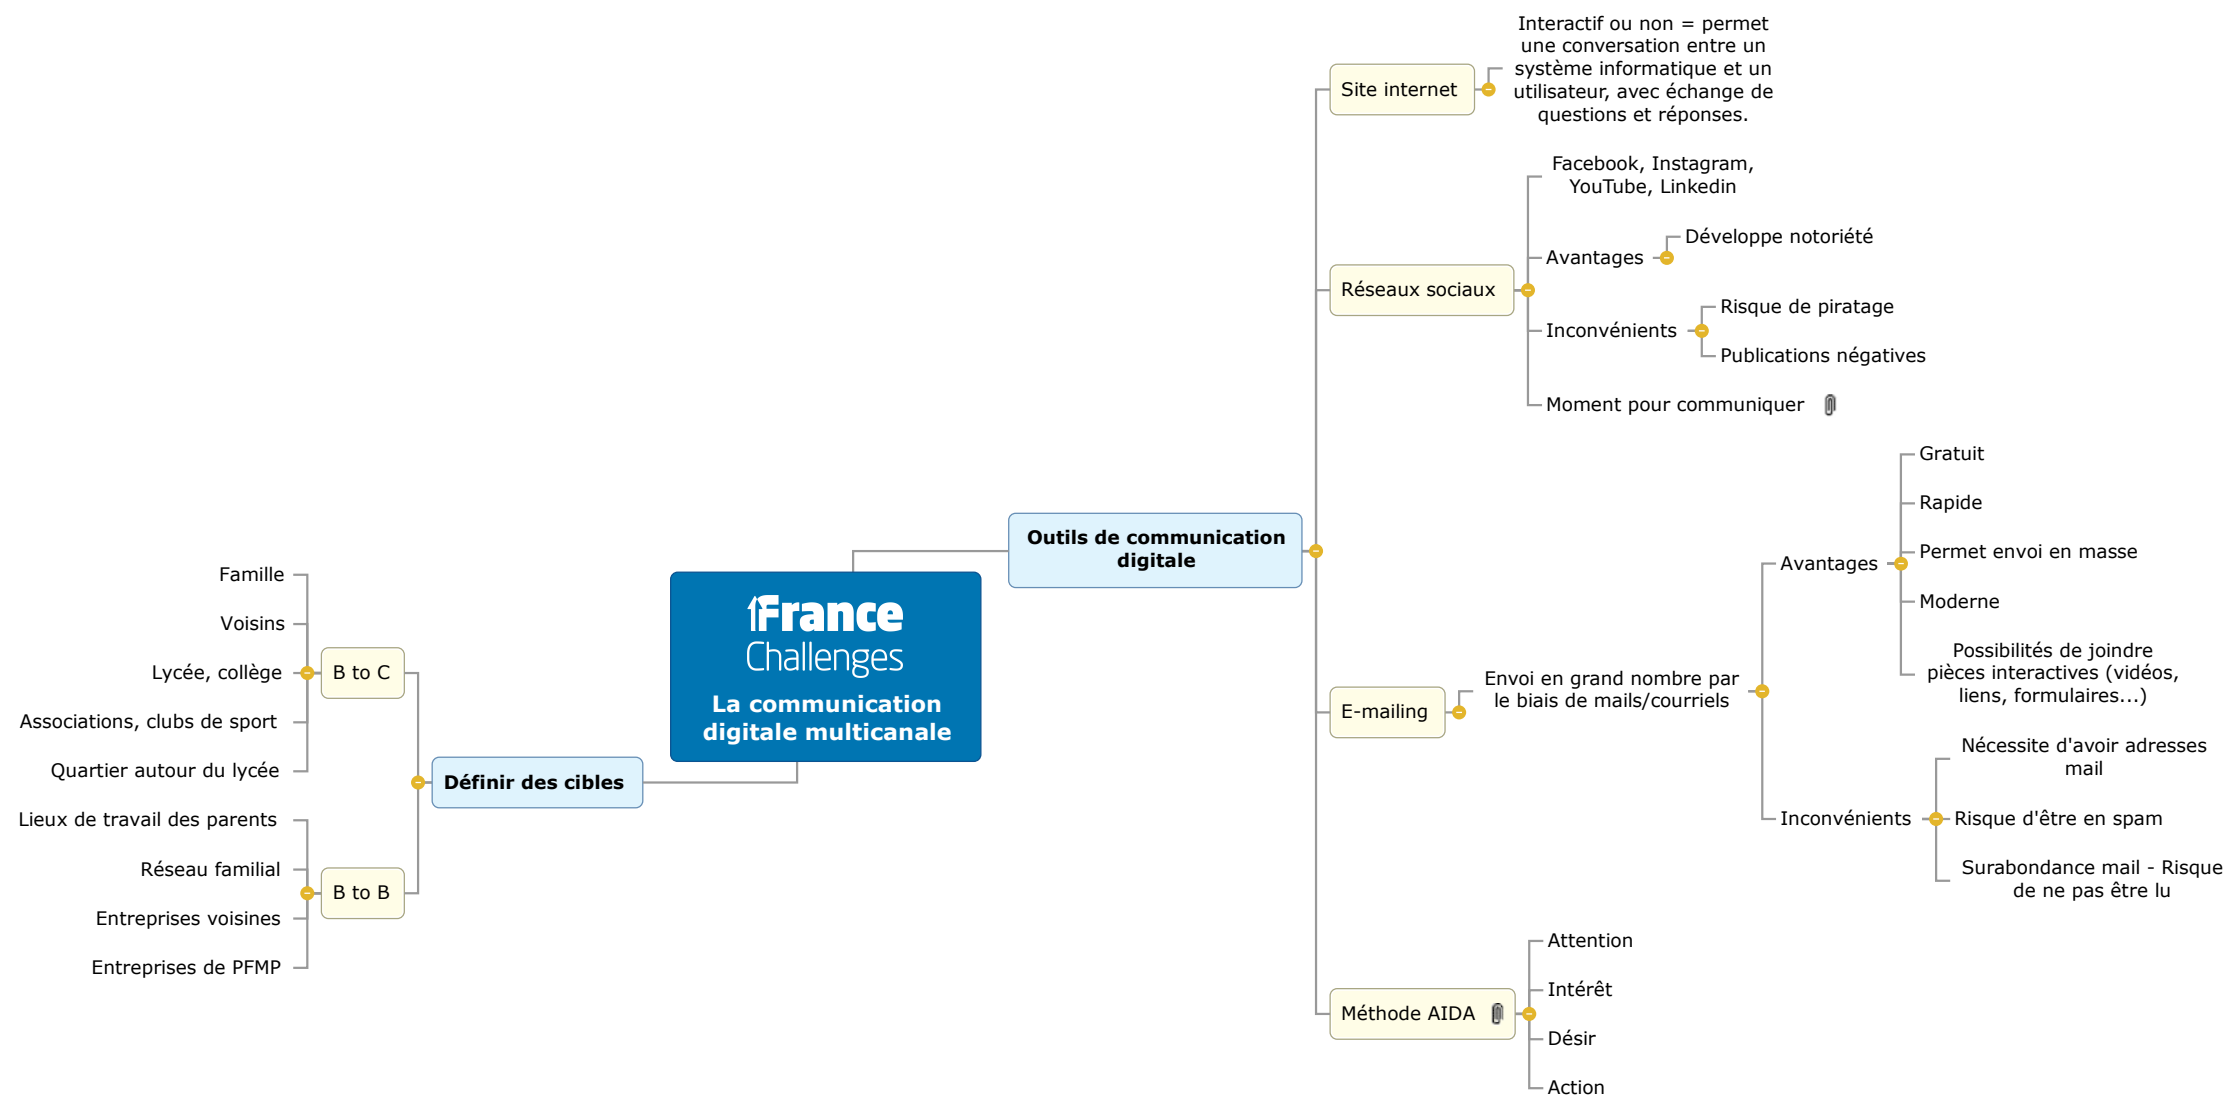 France
Challenges
La communication
digitale multicanale
Outils de communication
digitale
Site internet
Interactif ou non = permet
une conversation entre un
système informatique et un
utilisateur, avec échange de
questions et réponses.
Réseaux sociaux
Facebook, Instagram,
YouTube, Linkedin
Avantages
Développe notoriété
Inconvénients
Risque de piratage
Publications négatives
Moment pour communiquer
E-mailing
Envoi en grand nombre par
le biais de mails/courriels
Avantages
Gratuit
Rapide
Permet envoi en masse
Moderne
Possibilités de joindre
pièces interactives (vidéos,
liens, formulaires...)
Inconvénients
Nécessite d'avoir adresses
mail
Risque d'être en spam
Surabondance mail - Risque
de ne pas être lu
Méthode AIDA
Attention
Intérêt
Désir
Action
Définir des cibles
B to C
Famille
Voisins
Lycée, collège
Associations, clubs de sport
Quartier autour du lycée
B to B
Lieux de travail des parents
Réseau familial
Entreprises voisines
Entreprises de PFMP